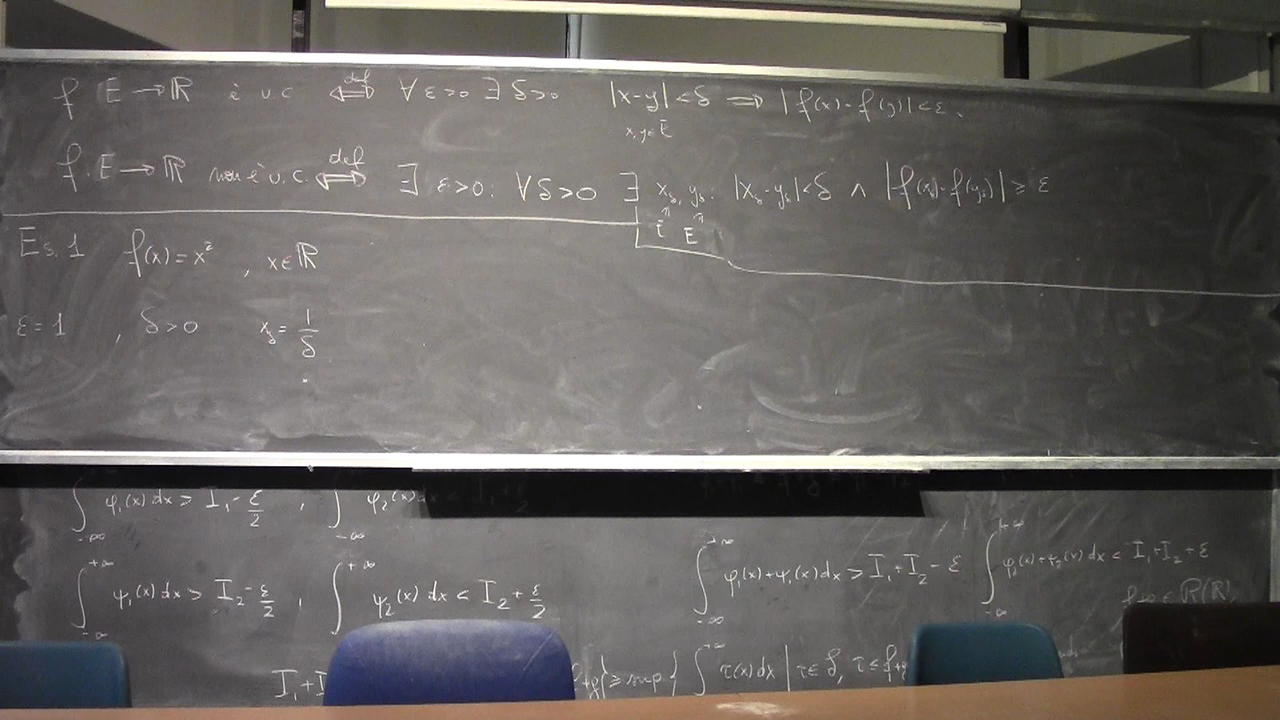 f E → ℝ è u.c. ⇔(def) ∀ ε>0 ∃ δ>0 |x-y|<δ ⟹ |f(x)-f(y)|<ε.
x,y∈E
f: E → ℝ non è u.c. ⇔(def) ∃ ε>0: ∀ δ>0 ∃ x_δ, y_δ: |x_δ-y_δ|<δ ∧ |f(x_δ)-f(y_δ)| ≥ ε
E E
Es. 1 f(x)=x² , x∈ℝ
ε=1 , δ>0 x_δ = 1/δ
∫_{-∞} φ₁(x)dx > I₁ - ε/2 , ∫_{-∞} φ₂(x)
∫_{-∞}^{+∞} ψ₁(x)dx > I₂ - ε/2 , ∫_{-∞}^{+∞} ψ₂(x)dx < I₂ + ε/2
∫_{-∞}^{+∞} φ₁(x)+ψ₁(x)dx > I₁+I₂-ε ∫_{-∞}^{+∞} φ₂(x)+ψ₂(x)dx < I₁+I₂+ε
I₁+I +g) ≥ sup { ∫^{+∞}_{-∞} τ(x)dx | τ∈ 𝒮, τ ≤ f+g